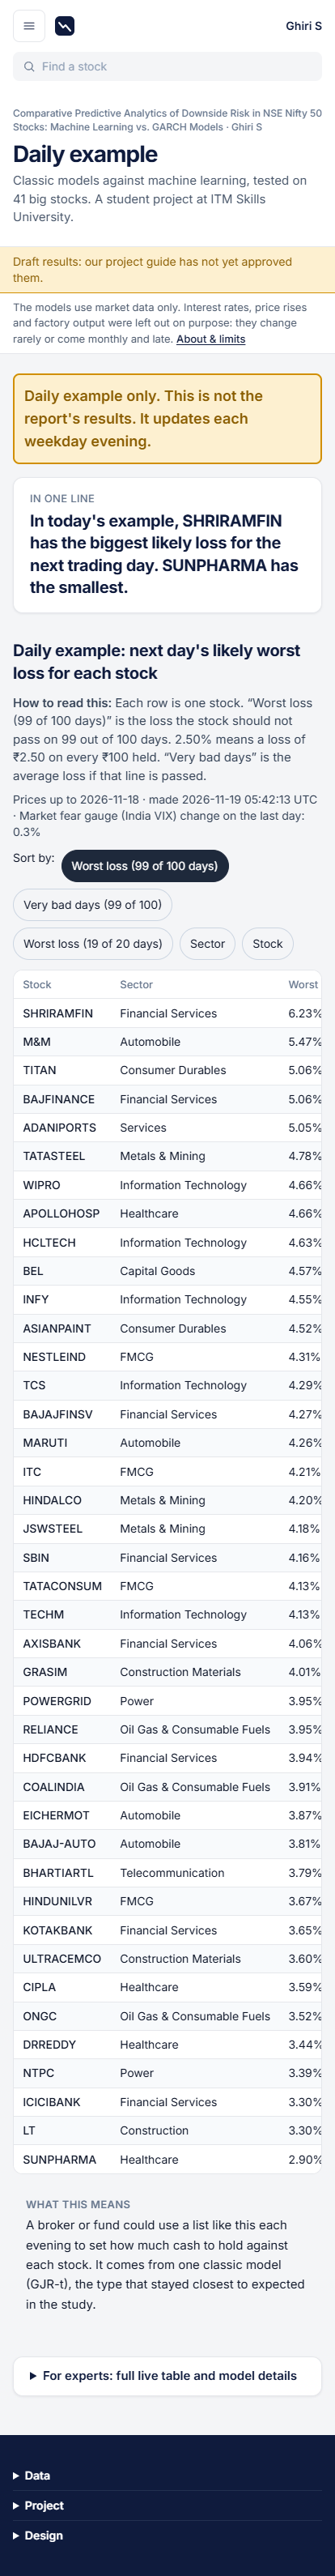 Ghiri S
Find a stock
Comparative Predictive Analytics of Downside Risk in NSE Nifty 50
Stocks: Machine Learning vs. GARCH Models · Ghiri S
Daily example
Classic models against machine learning, tested on
41 big stocks. A student project at ITM Skills
University.
Draft results: our project guide has not yet approved
them.
The models use market data only. Interest rates, price rises
and factory output were left out on purpose: they change
rarely or come monthly and late. About & limits
Daily example only. This is not the
report's results. It updates each
weekday evening.
IN ONE LINE
In today's example, SHRIRAMFIN
has the biggest likely loss for the
next trading day. SUNPHARMA has
the smallest.
Daily example: next day's likely worst
loss for each stock
How to read this: Each row is one stock. “Worst loss
(99 of 100 days)” is the loss the stock should not
pass on 99 out of 100 days. 2.50% means a loss of
₹2.50 on every ₹100 held. “Very bad days” is the
average loss if that line is passed.
Prices up to 2026-11-18 · made 2026-11-19 05:42:13 UTC
· Market fear gauge (India VIX) change on the last day:
0.3%
Sort by: Worst loss (99 of 100 days)
Very bad days (99 of 100)
Worst loss (19 of 20 days) Sector Stock
Stock Sector Worst
SHRIRAMFIN Financial Services 6.23%
M&M Automobile 5.47%
TITAN Consumer Durables 5.06%
BAJFINANCE Financial Services 5.06%
ADANIPORTS Services 5.05%
TATASTEEL Metals & Mining 4.78%
WIPRO Information Technology 4.66%
APOLLOHOSP Healthcare 4.66%
HCLTECH Information Technology 4.63%
BEL Capital Goods 4.57%
INFY Information Technology 4.55%
ASIANPAINT Consumer Durables 4.52%
NESTLEIND FMCG 4.31%
TCS Information Technology 4.29%
BAJAJFINSV Financial Services 4.27%
MARUTI Automobile 4.26%
ITC FMCG 4.21%
HINDALCO Metals & Mining 4.20%
JSWSTEEL Metals & Mining 4.18%
SBIN Financial Services 4.16%
TATACONSUM FMCG 4.13%
TECHM Information Technology 4.13%
AXISBANK Financial Services 4.06%
GRASIM Construction Materials 4.01%
POWERGRID Power 3.95%
RELIANCE Oil Gas & Consumable Fuels 3.95%
HDFCBANK Financial Services 3.94%
COALINDIA Oil Gas & Consumable Fuels 3.91%
EICHERMOT Automobile 3.87%
BAJAJ-AUTO Automobile 3.81%
BHARTIARTL Telecommunication 3.79%
HINDUNILVR FMCG 3.67%
KOTAKBANK Financial Services 3.65%
ULTRACEMCO Construction Materials 3.60%
CIPLA Healthcare 3.59%
ONGC Oil Gas & Consumable Fuels 3.52%
DRREDDY Healthcare 3.44%
NTPC Power 3.39%
ICICIBANK Financial Services 3.30%
LT Construction 3.30%
SUNPHARMA Healthcare 2.90%
WHAT THIS MEANS
A broker or fund could use a list like this each
evening to set how much cash to hold against
each stock. It comes from one classic model
(GJR-t), the type that stayed closest to expected
in the study.
For experts: full live table and model details
Data
Project
Design